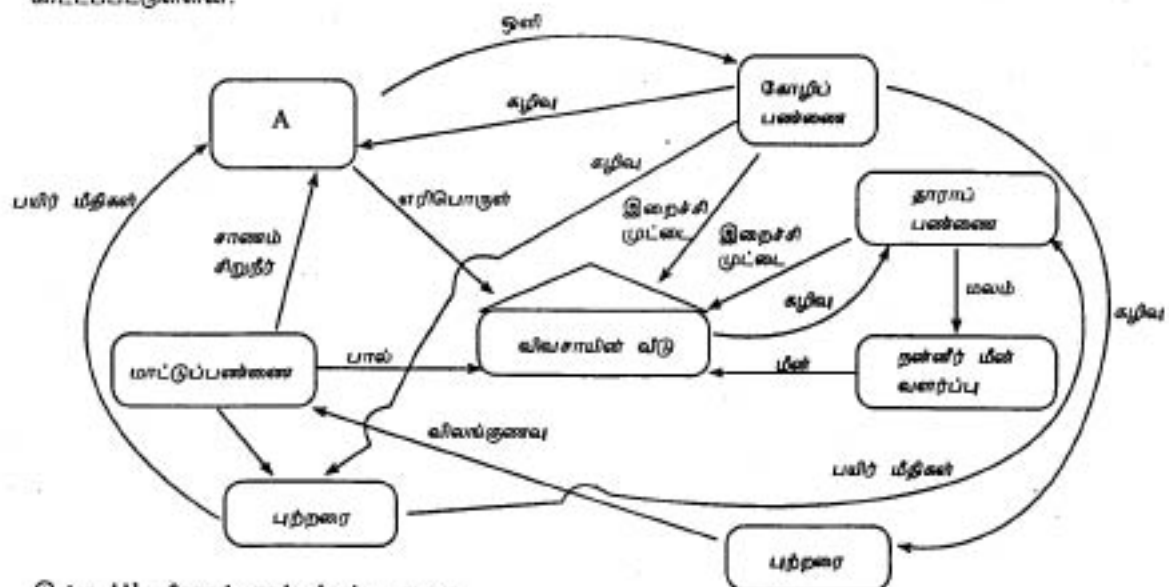 ஒளி
A
கோழிப்
பண்ணை
கழிவு
கழிவு
பயிர் மீதிகள்
எரிபொருள்
சாணம்
சிறுநீர்
இறைச்சி
முட்டை
இறைச்சி
முட்டை
தாராப்
பண்ணை
மலம்
கழிவு
கழிவு
மாட்டுப்பண்ணை
பால்
விவசாயின் வீடு
மீன்
நன்னீர் மீன்
வளர்ப்பு
விலங்குணவு
பயிர் மீதிகள்
புற்றரை
புற்றரை